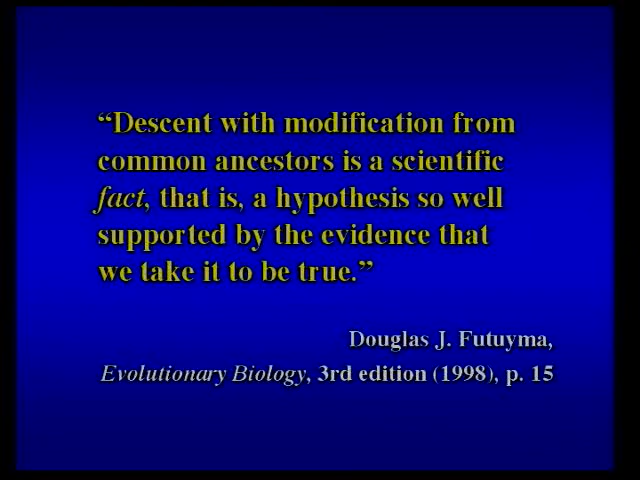 “Descent with modification from
common ancestors is a scientific
fact, that is, a hypothesis so well
supported by the evidence that
we take it to be true.”
Douglas J. Futuyma,
Evolutionary Biology, 3rd edition (1998), p. 15